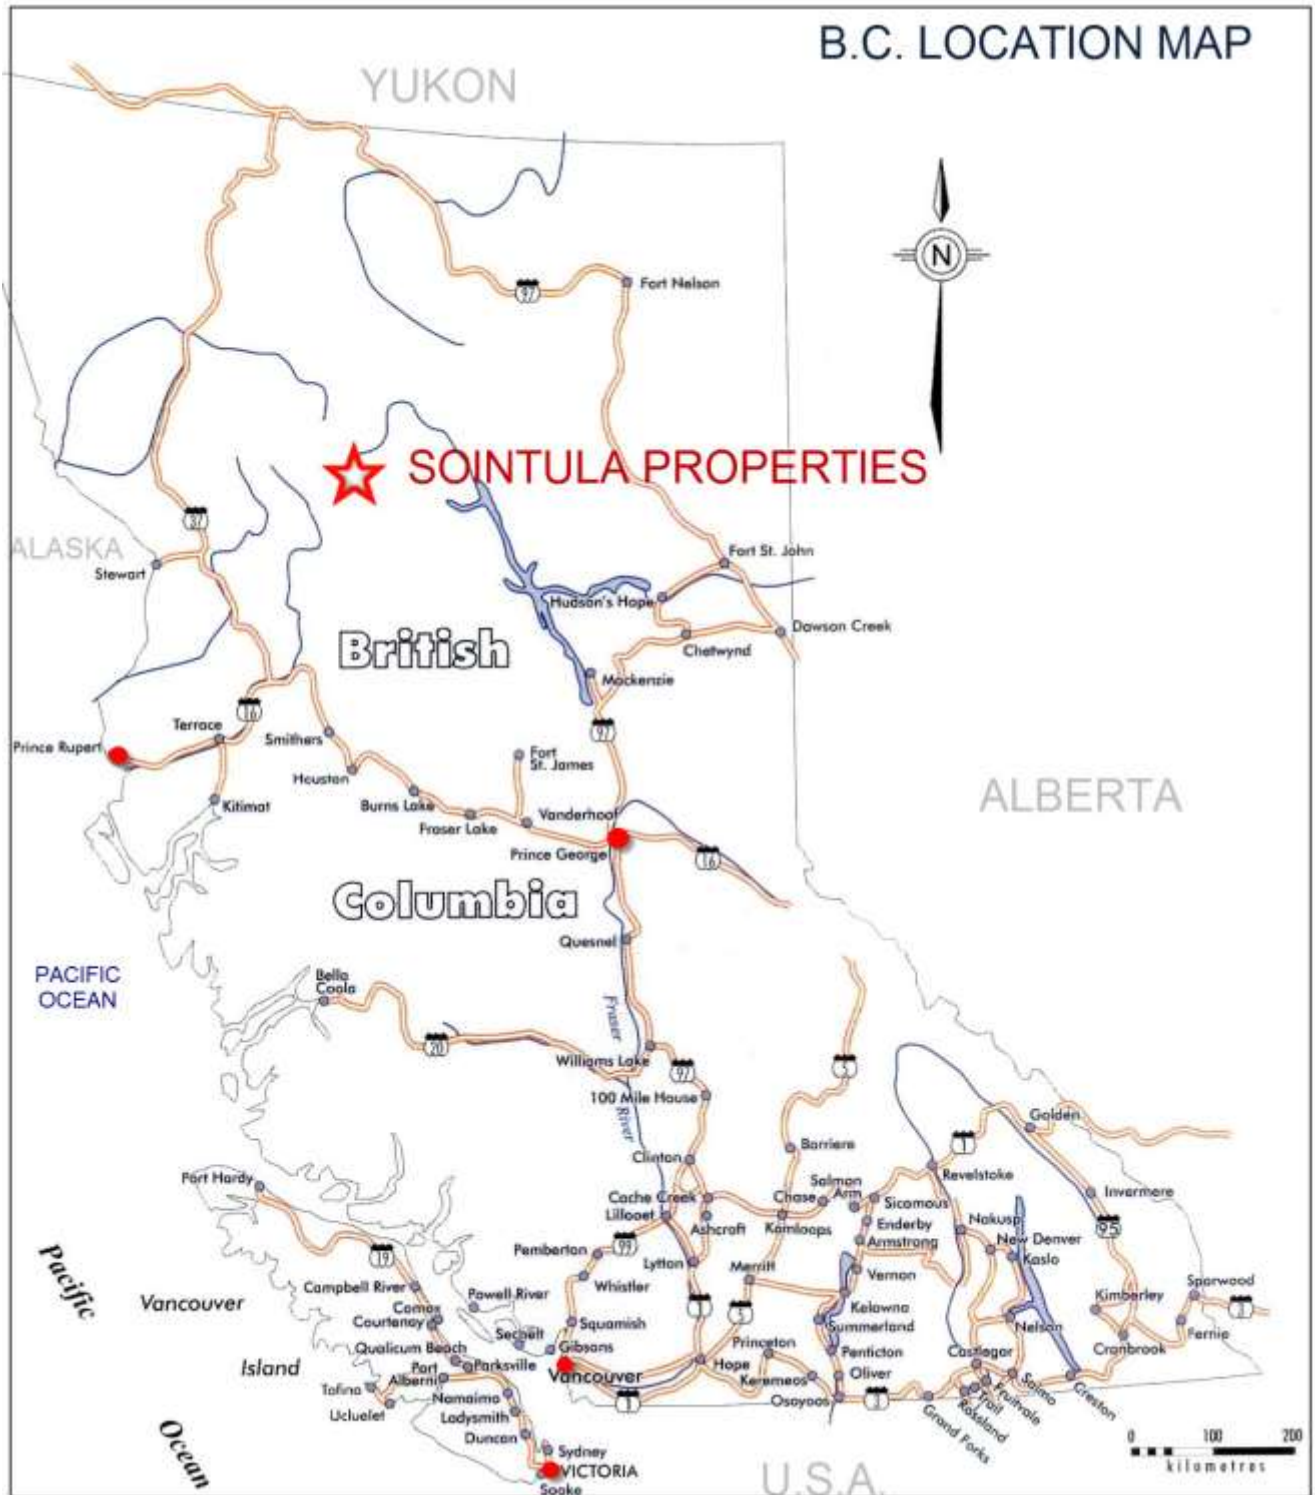 B.C. LOCATION MAP
YUKON
N
Fort Nelson
97
SOINTULA PROPERTIES
37
ALASKA
Stewart
Fort St. John
Hudson's Hope
Dawson Creek
Chetwynd
British
Mackenzie
16
97
Terrace
Smithers
Prince Rupert
Houston
Fort
St. James
Kitimat
Burns Lake
Fraser Lake
Vanderhoof
Prince George
16
ALBERTA
Columbia
Quesnel
PACIFIC
OCEAN
Bella
Coola
Fraser
River
20
Williams Lake
97
5
100 Mile House
Golden
Clinton
Barriere
1
Revelstoke
Port Hardy
Cache Creek
Chase
Salmon
Arm
Sicamous
Invermere
Lillooet
Ashcroft
Kamloops
Enderby
Nakusp
95
99
Armstrong
New Denver
Pemberton
Lytton
Kaslo
19
Whistler
Merritt
Vernon
Pacific
Vancouver
Campbell River
Powell River
1
5
Kelowna
Kimberley
Sparwood
3
Comox
Courtenay
Squamish
Summerland
Nelson
Fernie
Sechelt
Gibsons
Princeton
Cranbrook
Qualicum Beach
Parksville
Hope
Penticton
Castlegar
Island
Port
Alberni
Vancouver
Keremeos
Oliver
Salmo
Creston
Tofino
Ucluelet
Namaimo
1
Osoyoos
3
Fruitvale
Trail
Rossland
Grand Forks
Ladysmith
Duncan
Ocean
Sydney
VICTORIA
Sooke
U.S.A.
0 100 200
kilometres